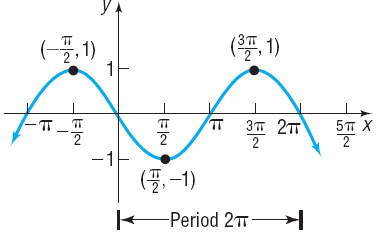 y
(-π/2, 1)
(3π/2, 1)
1
-π
-π/2
π/2
π
3π/2
2π
5π/2
x
-1
(π/2, -1)
Period 2π